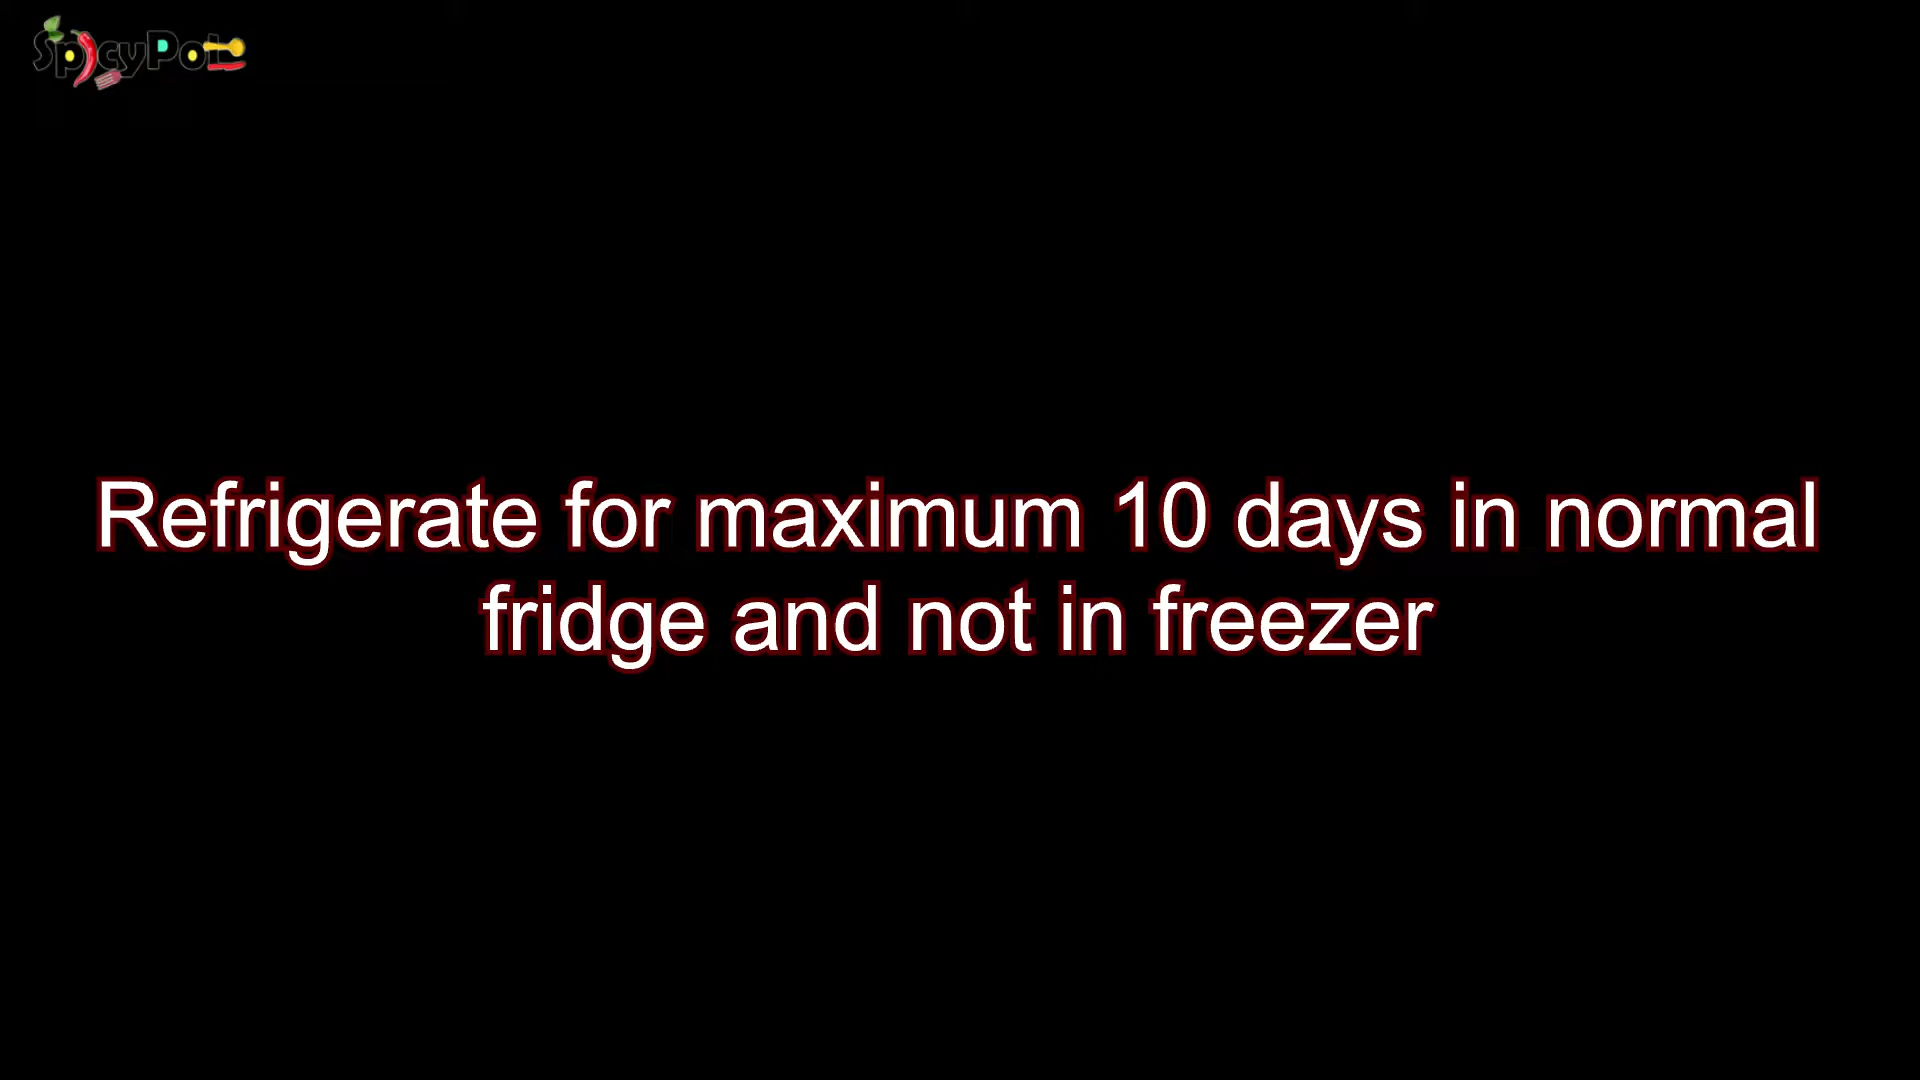 SpicyPot
Refrigerate for maximum 10 days in normal
fridge and not in freezer